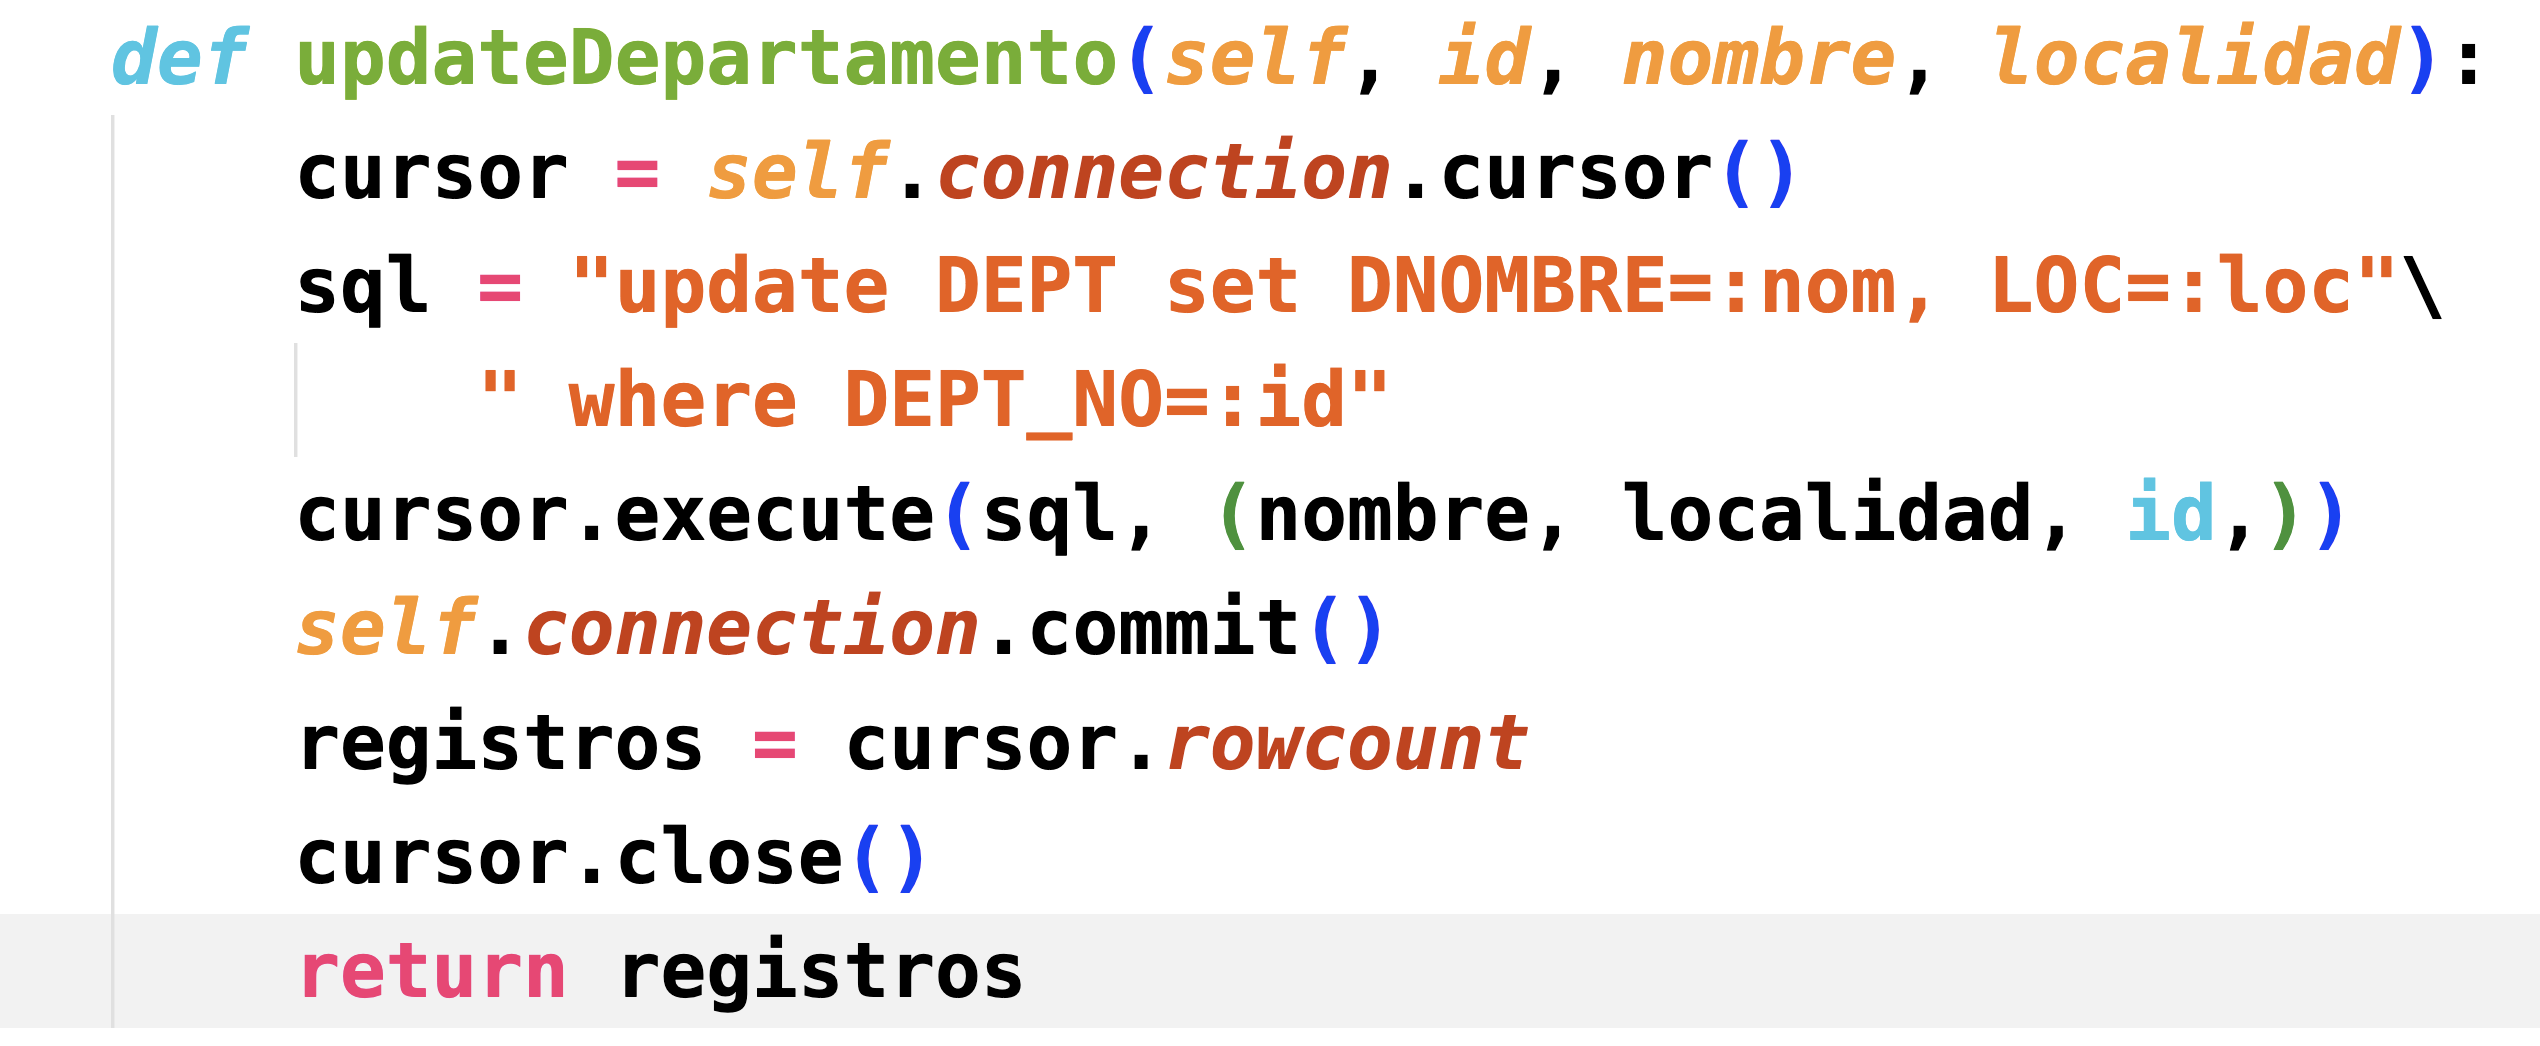 def updateDepartamento(self, id, nombre, localidad):
    cursor = self.connection.cursor()
    sql = "update DEPT set DNOMBRE=:nom, LOC=:loc"\
        " where DEPT_NO=:id"
    cursor.execute(sql, (nombre, localidad, id,))
    self.connection.commit()
    registros = cursor.rowcount
    cursor.close()
    return registros